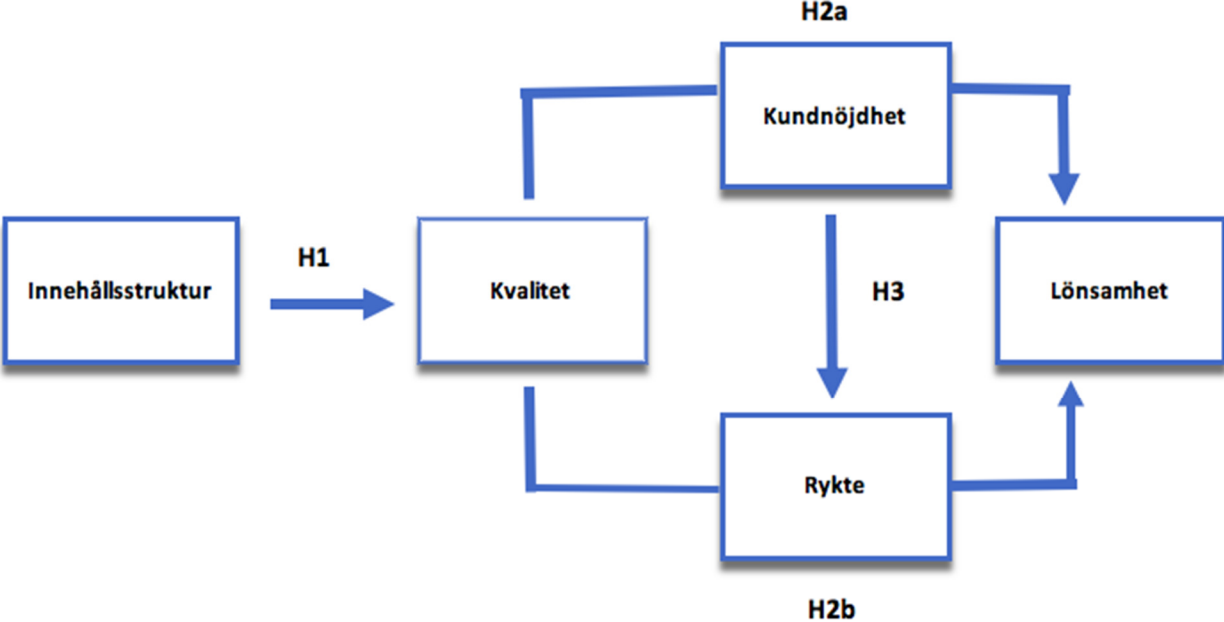 H2a
Kundnöjdhet
H1
Innehållsstruktur
Kvalitet
H3
Lönsamhet
Rykte
H2b